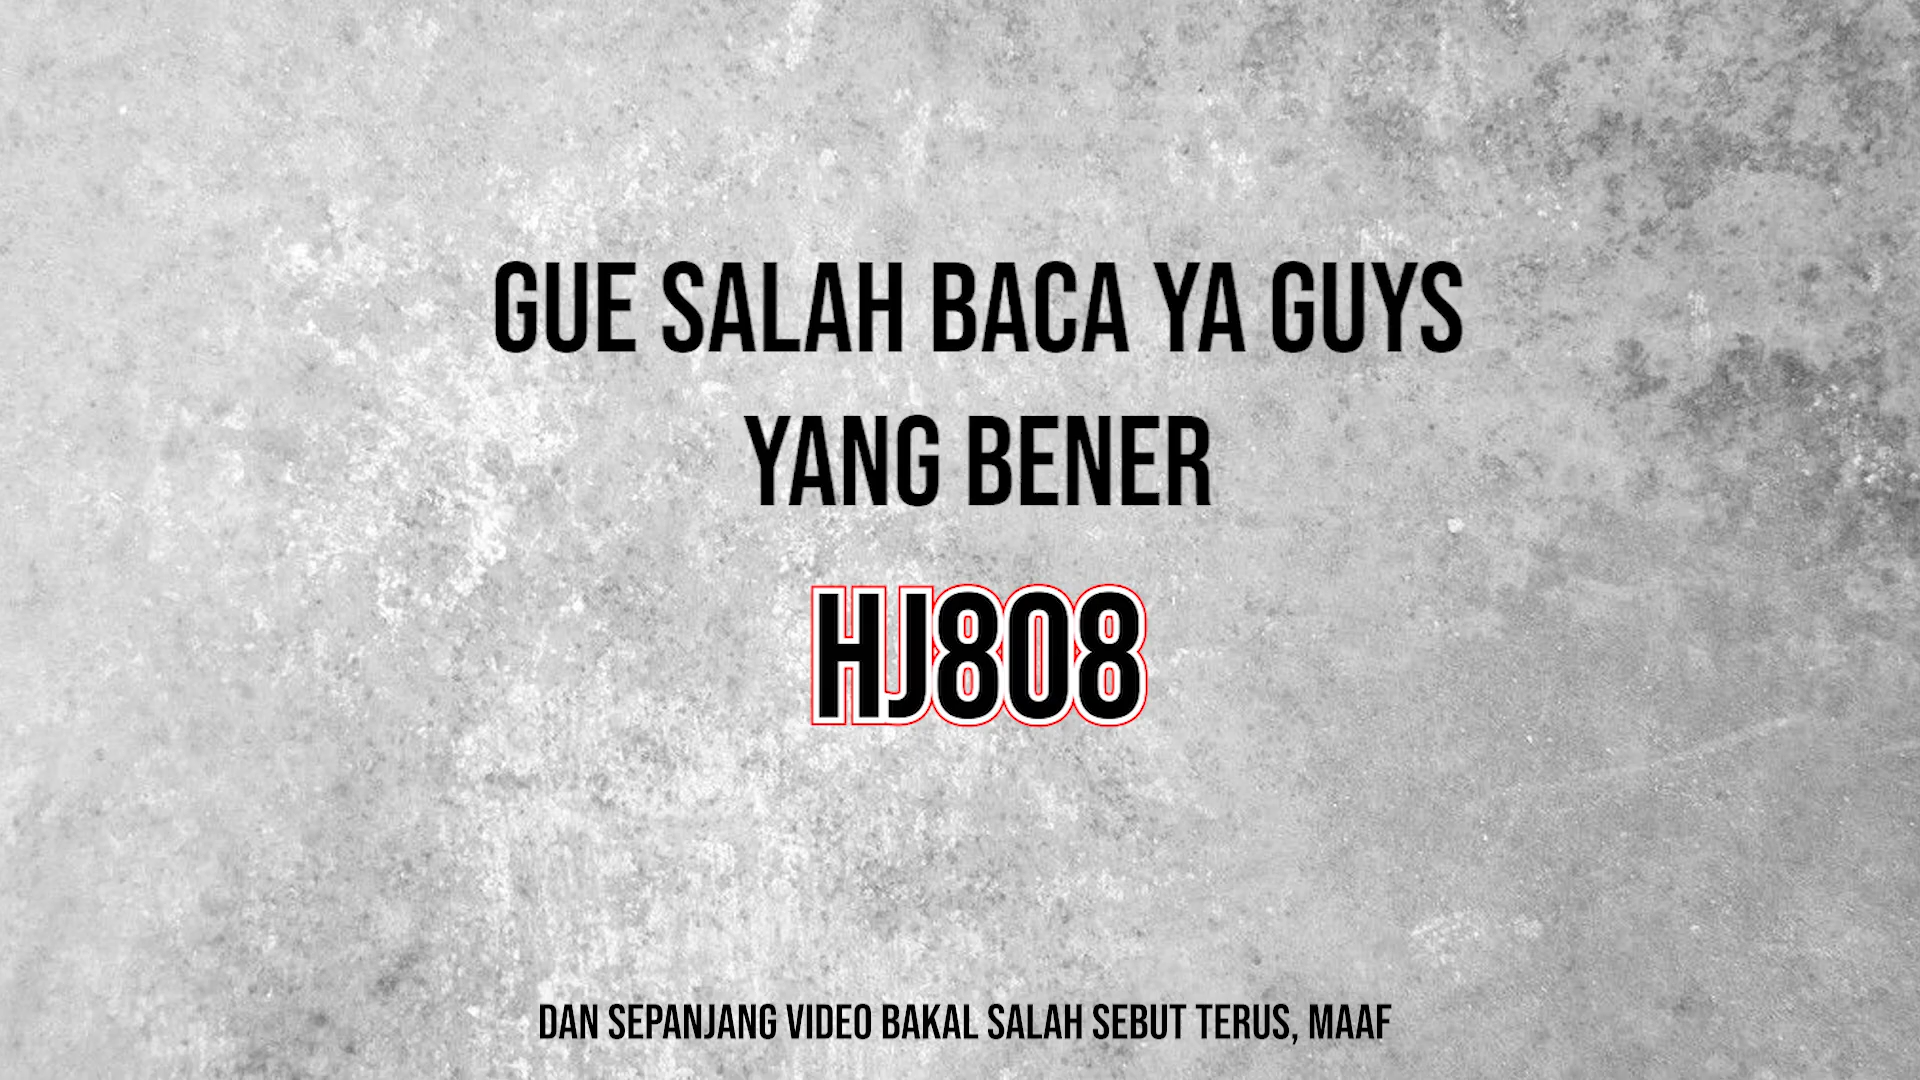 GUE SALAH BACA YA GUYS
YANG BENER
HJ808
DAN SEPANJANG VIDEO BAKAL SALAH SEBUT TERUS, MAAF